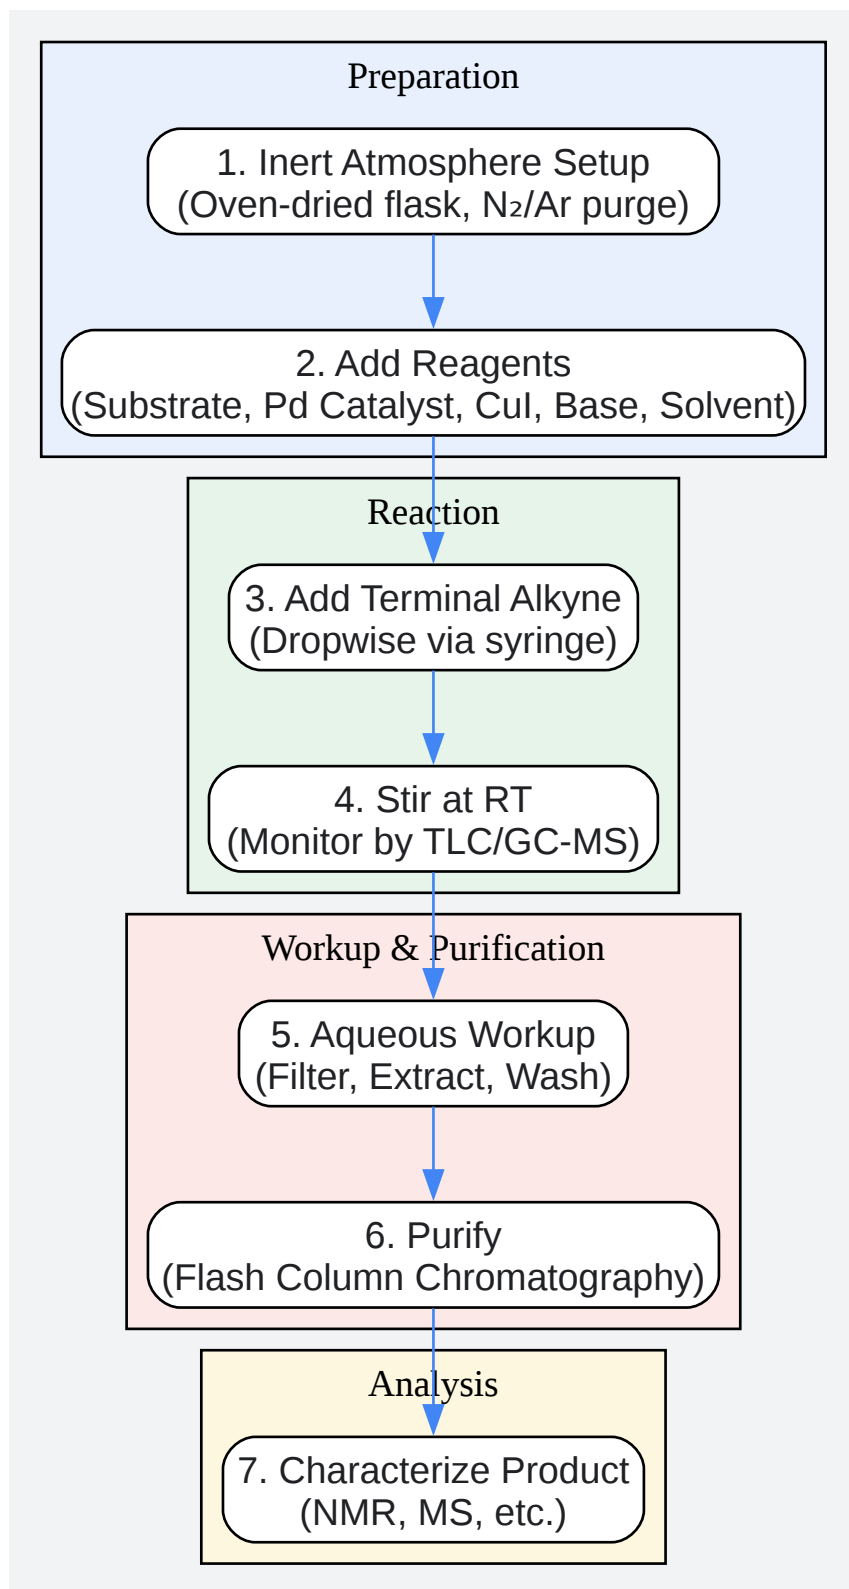 Preparation
1. Inert Atmosphere Setup
(Oven-dried flask, N₂/Ar purge)
2. Add Reagents
(Substrate, Pd Catalyst, CuI, Base, Solvent)
Reaction
3. Add Terminal Alkyne
(Dropwise via syringe)
4. Stir at RT
(Monitor by TLC/GC-MS)
Workup & Purification
5. Aqueous Workup
(Filter, Extract, Wash)
6. Purify
(Flash Column Chromatography)
Analysis
7. Characterize Product
(NMR, MS, etc.)